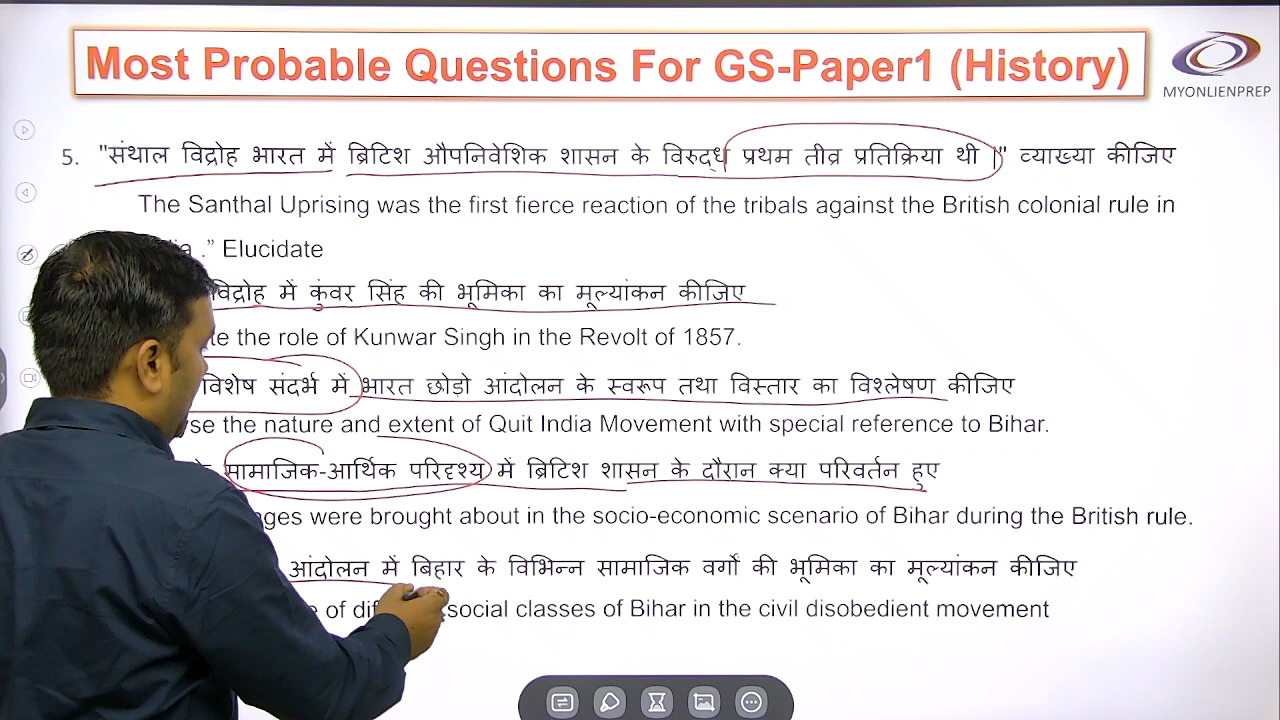 Most Probable Questions For GS-Paper1 (History)
MYONLIENPREP
5. "संथाल विद्रोह भारत में ब्रिटिश औपनिवेशिक शासन के विरुद्ध प्रथम तीव्र प्रतिक्रिया थी |" व्याख्या कीजिए
The Santhal Uprising was the first fierce reaction of the tribals against the British colonial rule in
.” Elucidate
विद्रोह में कुंवर सिंह की भूमिका का मूल्यांकन कीजिए
the role of Kunwar Singh in the Revolt of 1857.
विशेष संदर्भ में भारत छोड़ो आंदोलन के स्वरूप तथा विस्तार का विश्लेषण कीजिए
the nature and extent of Quit India Movement with special reference to Bihar.
सामाजिक-आर्थिक परिदृश्य में ब्रिटिश शासन के दौरान क्या परिवर्तन हुए
were brought about in the socio-economic scenario of Bihar during the British rule.
आंदोलन में बिहार के विभिन्न सामाजिक वर्गों की भूमिका का मूल्यांकन कीजिए
of social classes of Bihar in the civil disobedient movement